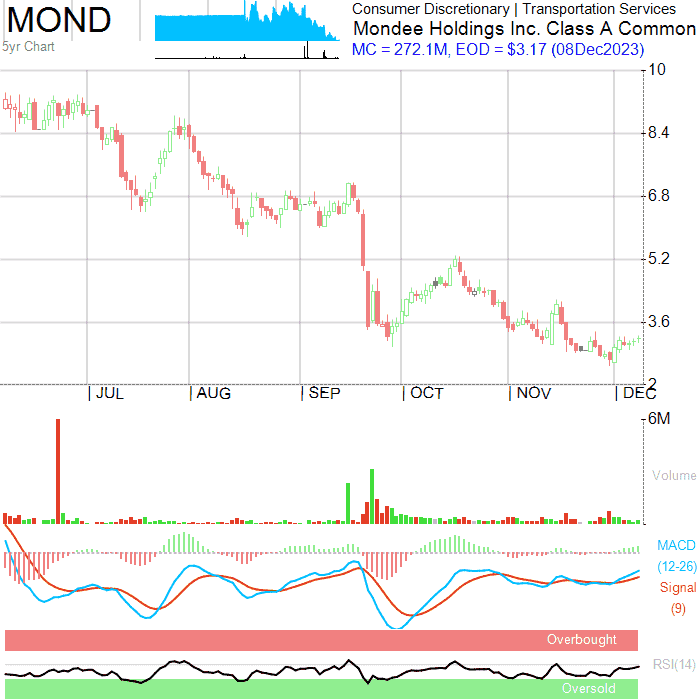 MOND
5yr Chart
Consumer Discretionary | Transportation Services
Mondee Holdings Inc. Class A Common
MC = 272.1M, EOD = $3.17 (08Dec2023)
10
8.4
6.8
5.2
3.6
2
JUL
AUG
SEP
OCT
NOV
DEC
6M
Volume
MACD
(12-26)
Signal
(9)
Overbought
RSI(14)
Oversold